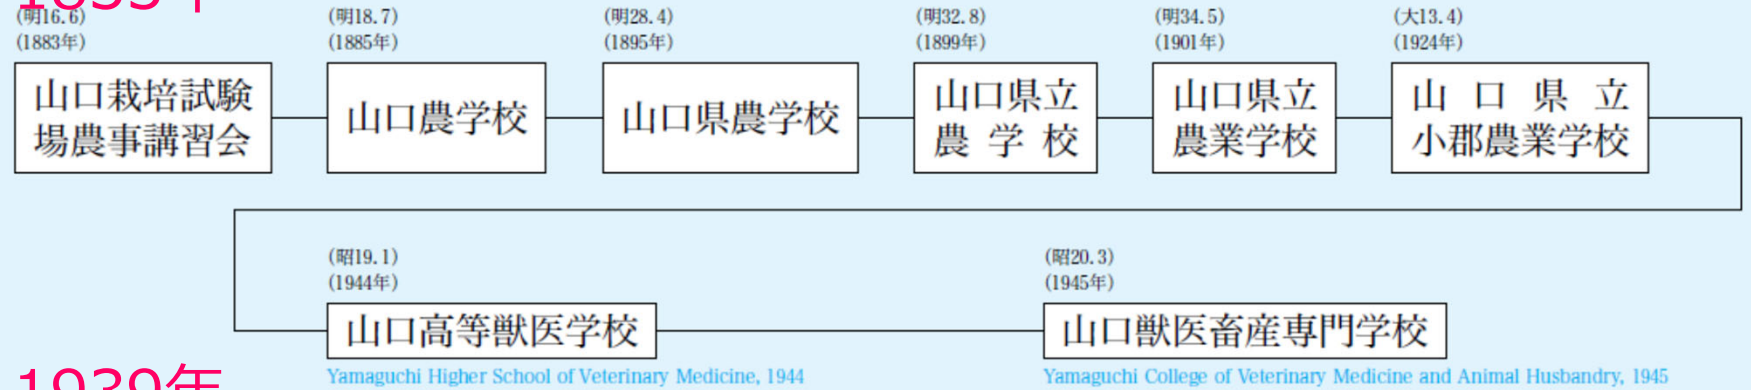 (明16.6)
(1883年)
山口栽培試験
場農事講習会
(明18.7)
(1885年)
山口農学校
(明28.4)
(1895年)
山口県農学校
(明32.8)
(1899年)
山口県立
農学校
(明34.5)
(1901年)
山口県立
農業学校
(大13.4)
(1924年)
山口県立
小郡農業学校
(昭19.1)
(1944年)
山口高等獣医学校
Yamaguchi Higher School of Veterinary Medicine, 1944
(昭20.3)
(1945年)
山口獣医畜産専門学校
Yamaguchi College of Veterinary Medicine and Animal Husbandry, 1945
1939年